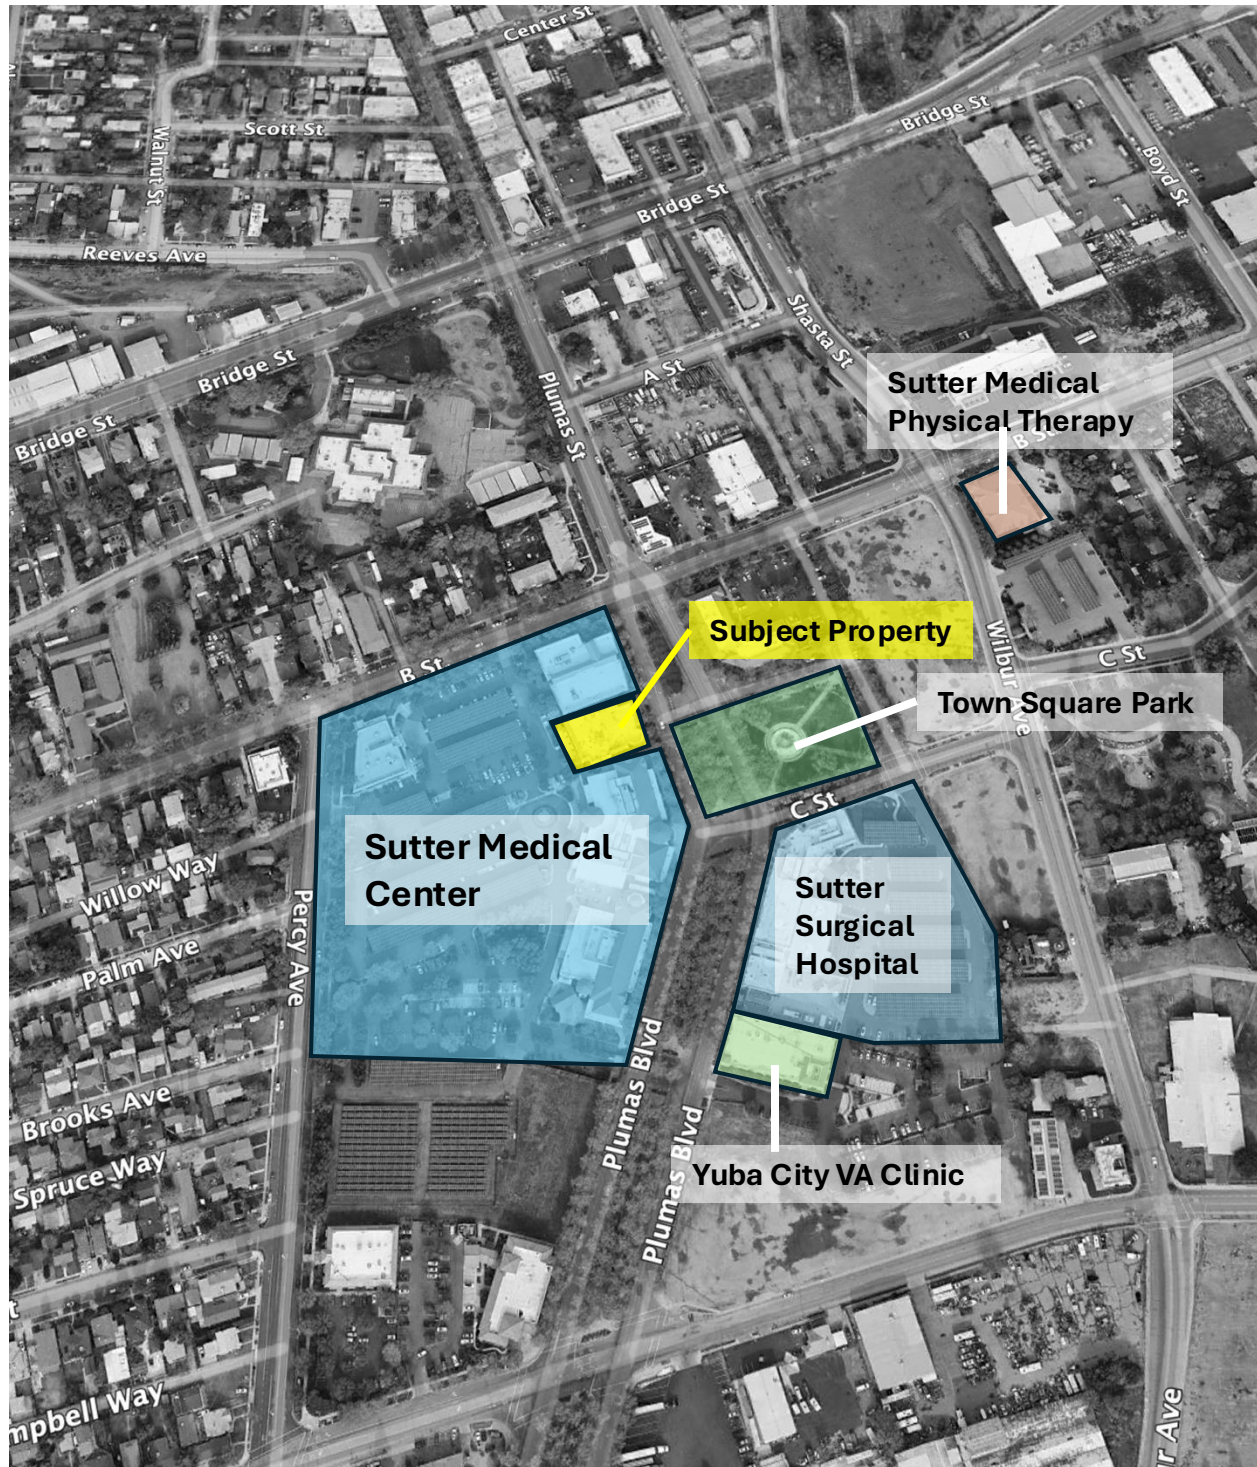 Center St
Scott St
Walnut St
Bridge St
Boyd St
Bridge St
Reeves Ave
Shasta St
Bridge St
A St
Plumas St
Bridge St
Sutter Medical
Physical Therapy
B St
Subject Property
Wilbur Ave
C St
B St
Town Square Park
C St
Sutter Medical
Center
Sutter
Surgical
Hospital
Willow Way
Palm Ave
Percy Ave
Plumas Blvd
Brooks Ave
Spruce Way
Plumas Blvd
Yuba City VA Clinic
mpbell Way
ur Ave